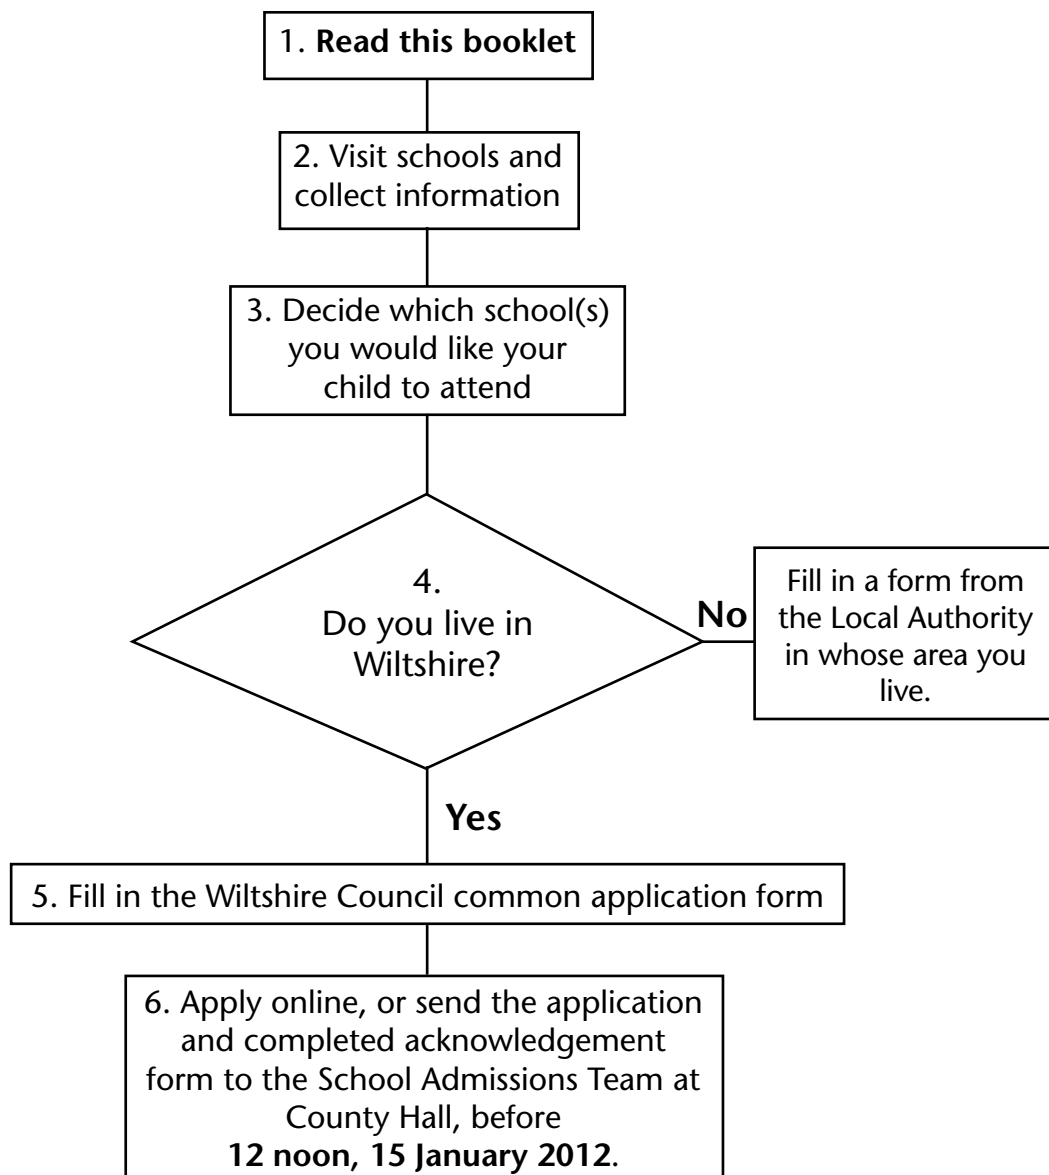 1. Read this booklet
2. Visit schools and
collect information
3. Decide which school(s)
you would like your
child to attend
4.
Do you live in
Wiltshire?
No
Fill in a form from
the Local Authority
in whose area you
live.
Yes
5. Fill in the Wiltshire Council common application form
6. Apply online, or send the application
and completed acknowledgement
form to the School Admissions Team at
County Hall, before
12 noon, 15 January 2012.